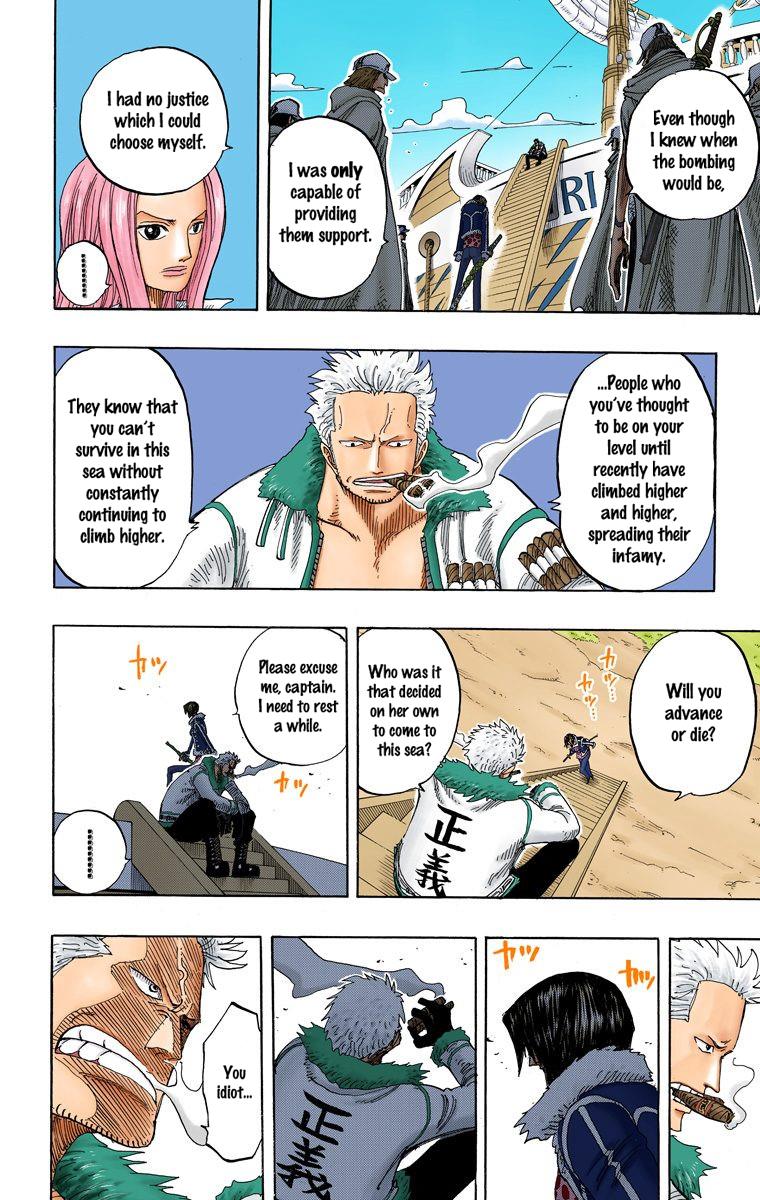 Even though
I knew when
the bombing
would be,
RI
I was only
capable of
providing
them support.
I had no justice
which I could
choose myself.
.........
...People who
you've thought
to be on your
level until
recently have
climbed higher
and higher,
spreading their
infamy.
They know that
you can't
survive in this
sea without
constantly
continuing to
climb higher.
Will you
advance
or die?
カッ…
カッ…
Who was it
that decided
on her own
to come to
this sea?
正義
Please excuse
me, captain.
I need to rest
a while.
カッ
カッ
.........
カッ
カッ
正義
You
idiot...